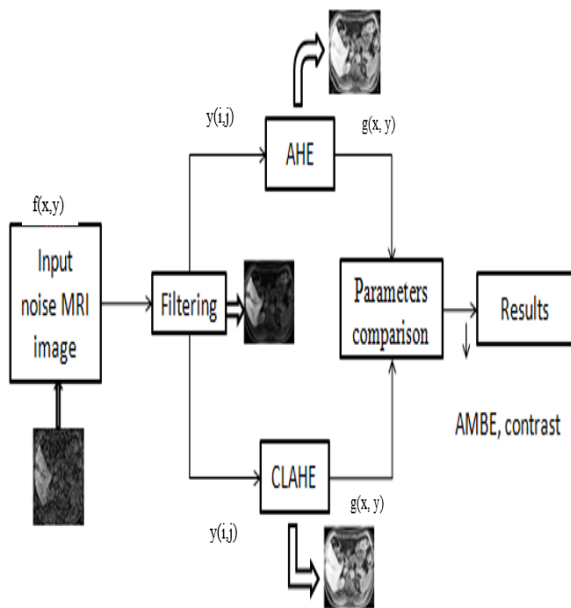 y(i,j)
AHE
g(x, y)
f(x,y)
Input
noise MRI
image
Filtering
Parameters
comparison
Results
AMBE, contrast
CLAHE
y(i,j)
g(x, y)